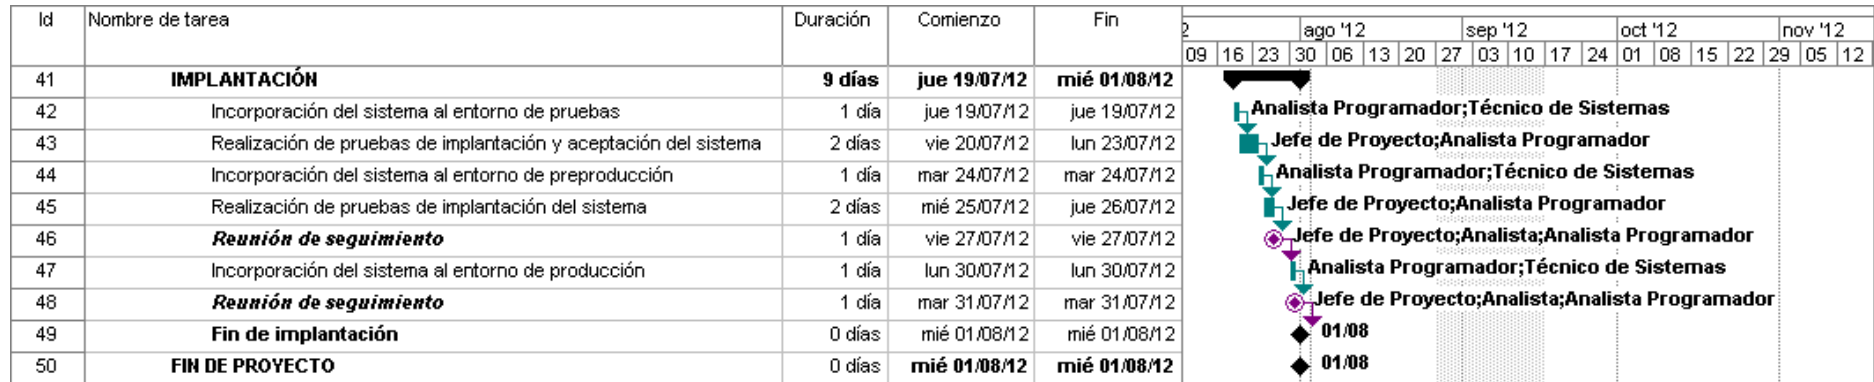 Id Nombre de tarea Duración Comienzo Fin
2 ago '12 sep '12 oct '12 nov '12
09 16 23 30 06 13 20 27 03 10 17 24 01 08 15 22 29 05 12
41 IMPLANTACIÓN 9 días jue 19/07/12 mié 01/08/12
42 Incorporación del sistema al entorno de pruebas 1 día jue 19/07/12 jue 19/07/12 Analista Programador;Técnico de Sistemas
43 Realización de pruebas de implantación y aceptación del sistema 2 días vie 20/07/12 lun 23/07/12 Jefe de Proyecto;Analista Programador
44 Incorporación del sistema al entorno de preproducción 1 día mar 24/07/12 mar 24/07/12 Analista Programador;Técnico de Sistemas
45 Realización de pruebas de implantación del sistema 2 días mié 25/07/12 jue 26/07/12 Jefe de Proyecto;Analista Programador
46 Reunión de seguimiento 1 día vie 27/07/12 vie 27/07/12 Jefe de Proyecto;Analista;Analista Programador
47 Incorporación del sistema al entorno de producción 1 día lun 30/07/12 lun 30/07/12 Analista Programador;Técnico de Sistemas
48 Reunión de seguimiento 1 día mar 31/07/12 mar 31/07/12 Jefe de Proyecto;Analista;Analista Programador
49 Fin de implantación 0 días mié 01/08/12 mié 01/08/12 01/08
50 FIN DE PROYECTO 0 días mié 01/08/12 mié 01/08/12 01/08